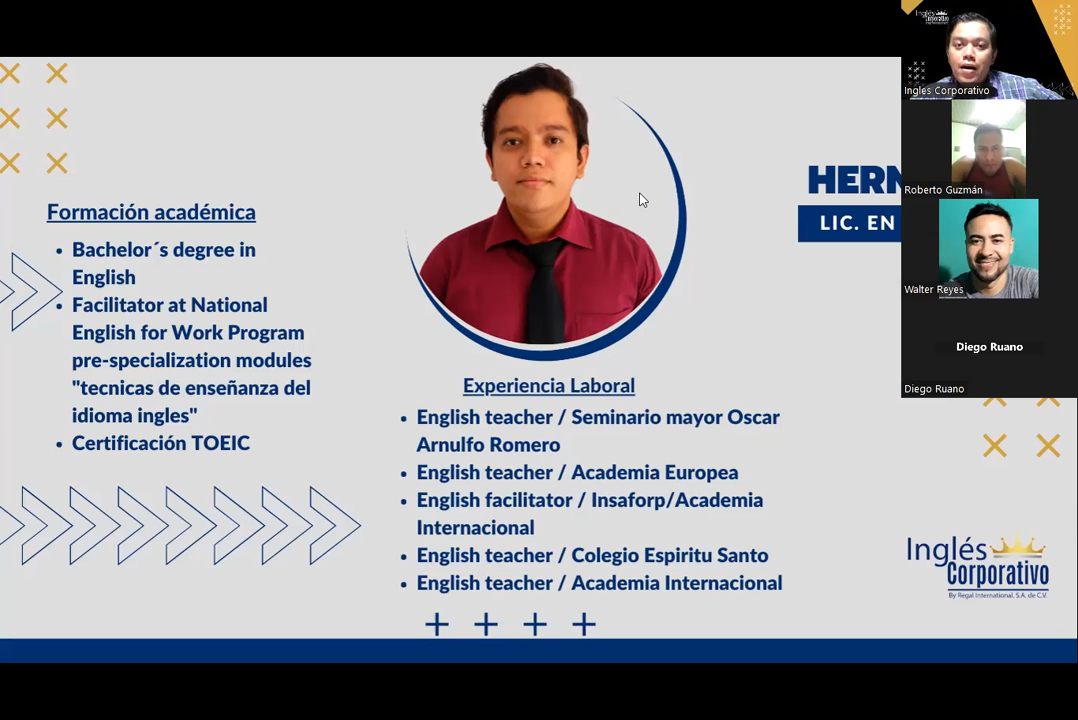 Formación académica
• Bachelor´s degree in
English
• Facilitator at National
English for Work Program
pre-specialization modules
"tecnicas de enseñanza del
idioma ingles"
• Certificación TOEIC
Experiencia Laboral
• English teacher / Seminario mayor Oscar
Arnulfo Romero
• English teacher / Academia Europea
• English facilitator / Insaforp/Academia
Internacional
• English teacher / Colegio Espiritu Santo
• English teacher / Academia Internacional
HERN
LIC. EN
Inglés
Corporativo
Inglés Corporativo
Roberto Guzmán
Walter Reyes
Diego Ruano
Diego Ruano
Inglés
Corporativo
By Regal International, S.A. de C.V.